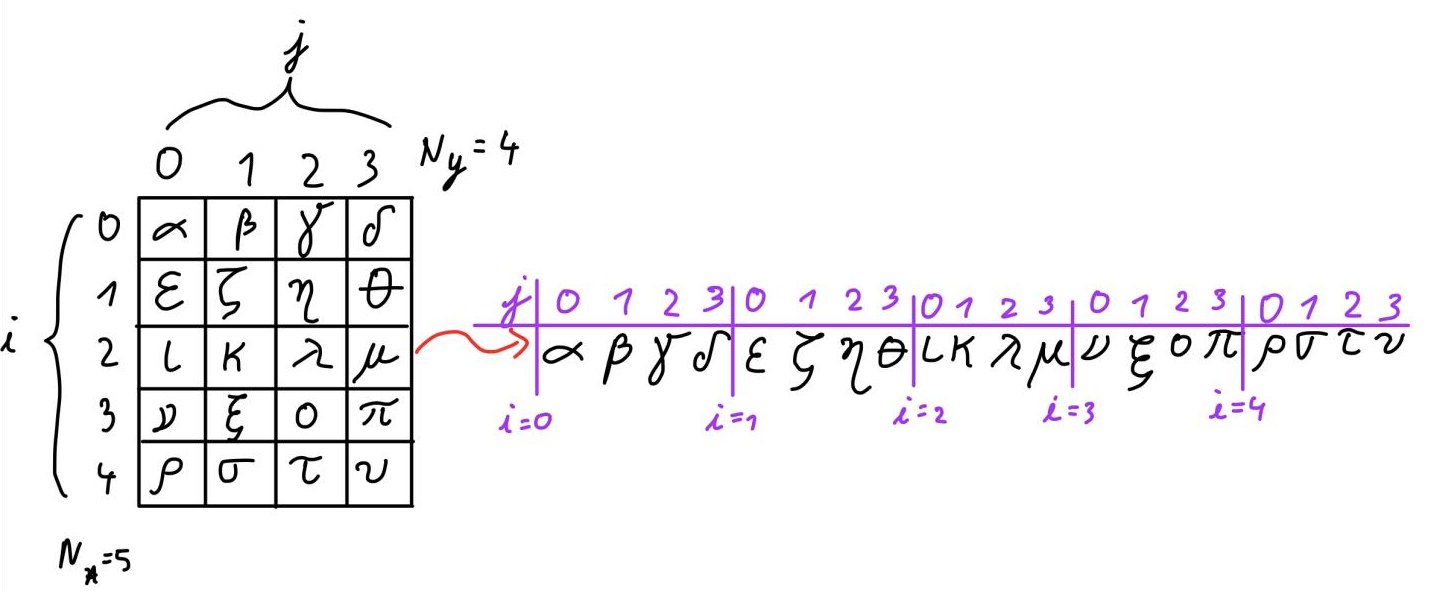 j
0 1 2 3 N_y = 4
0 α β γ δ
1 ε ζ η θ
i 2 ι κ λ μ
3 ν ξ ο π
4 ρ σ τ υ
N_x=5
j 0 1 2 3 0 1 2 3 0 1 2 3 0 1 2 3 0 1 2 3
α β γ δ ε ζ η θ ι κ λ μ ν ξ ο π ρ σ τ υ
i=0 i=1 i=2 i=3 i=4